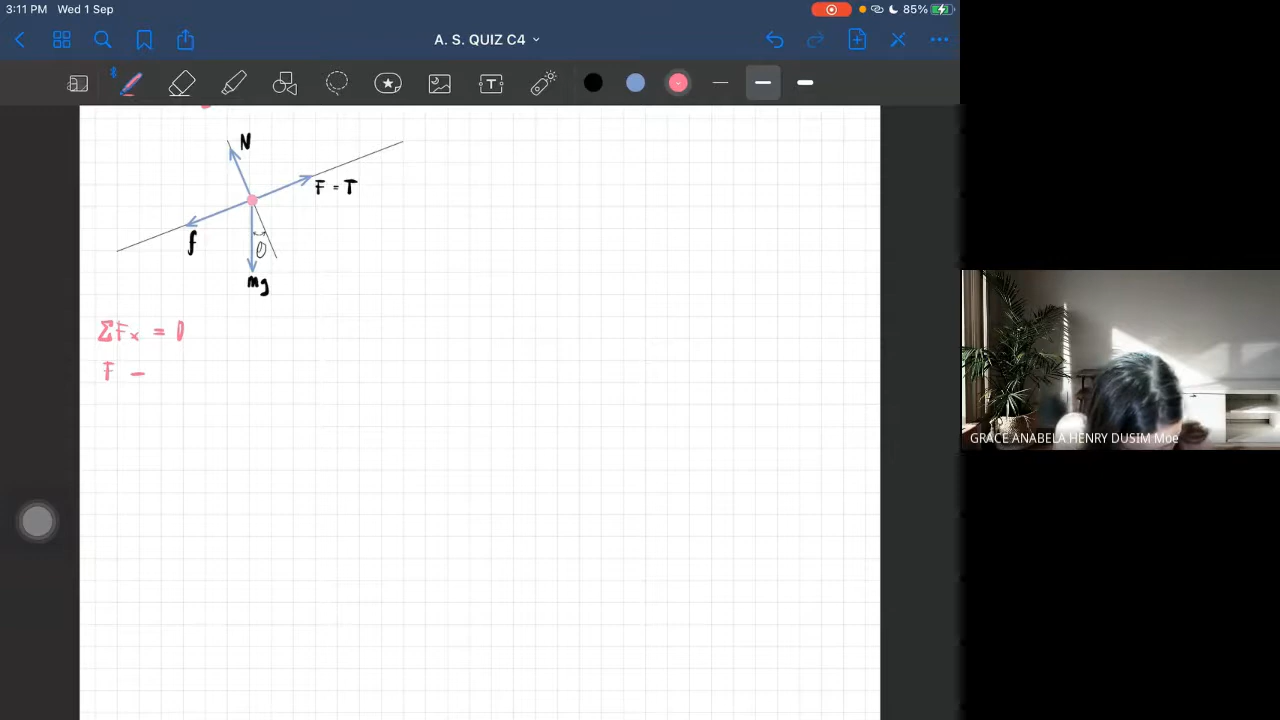 3:11 PM Wed 1 Sep
85%
A. S. QUIZ C4
T
N
F = T
f
θ
mg
ΣFx = 0
F -
GRACE ANABELA HENRY DUSIM Moe